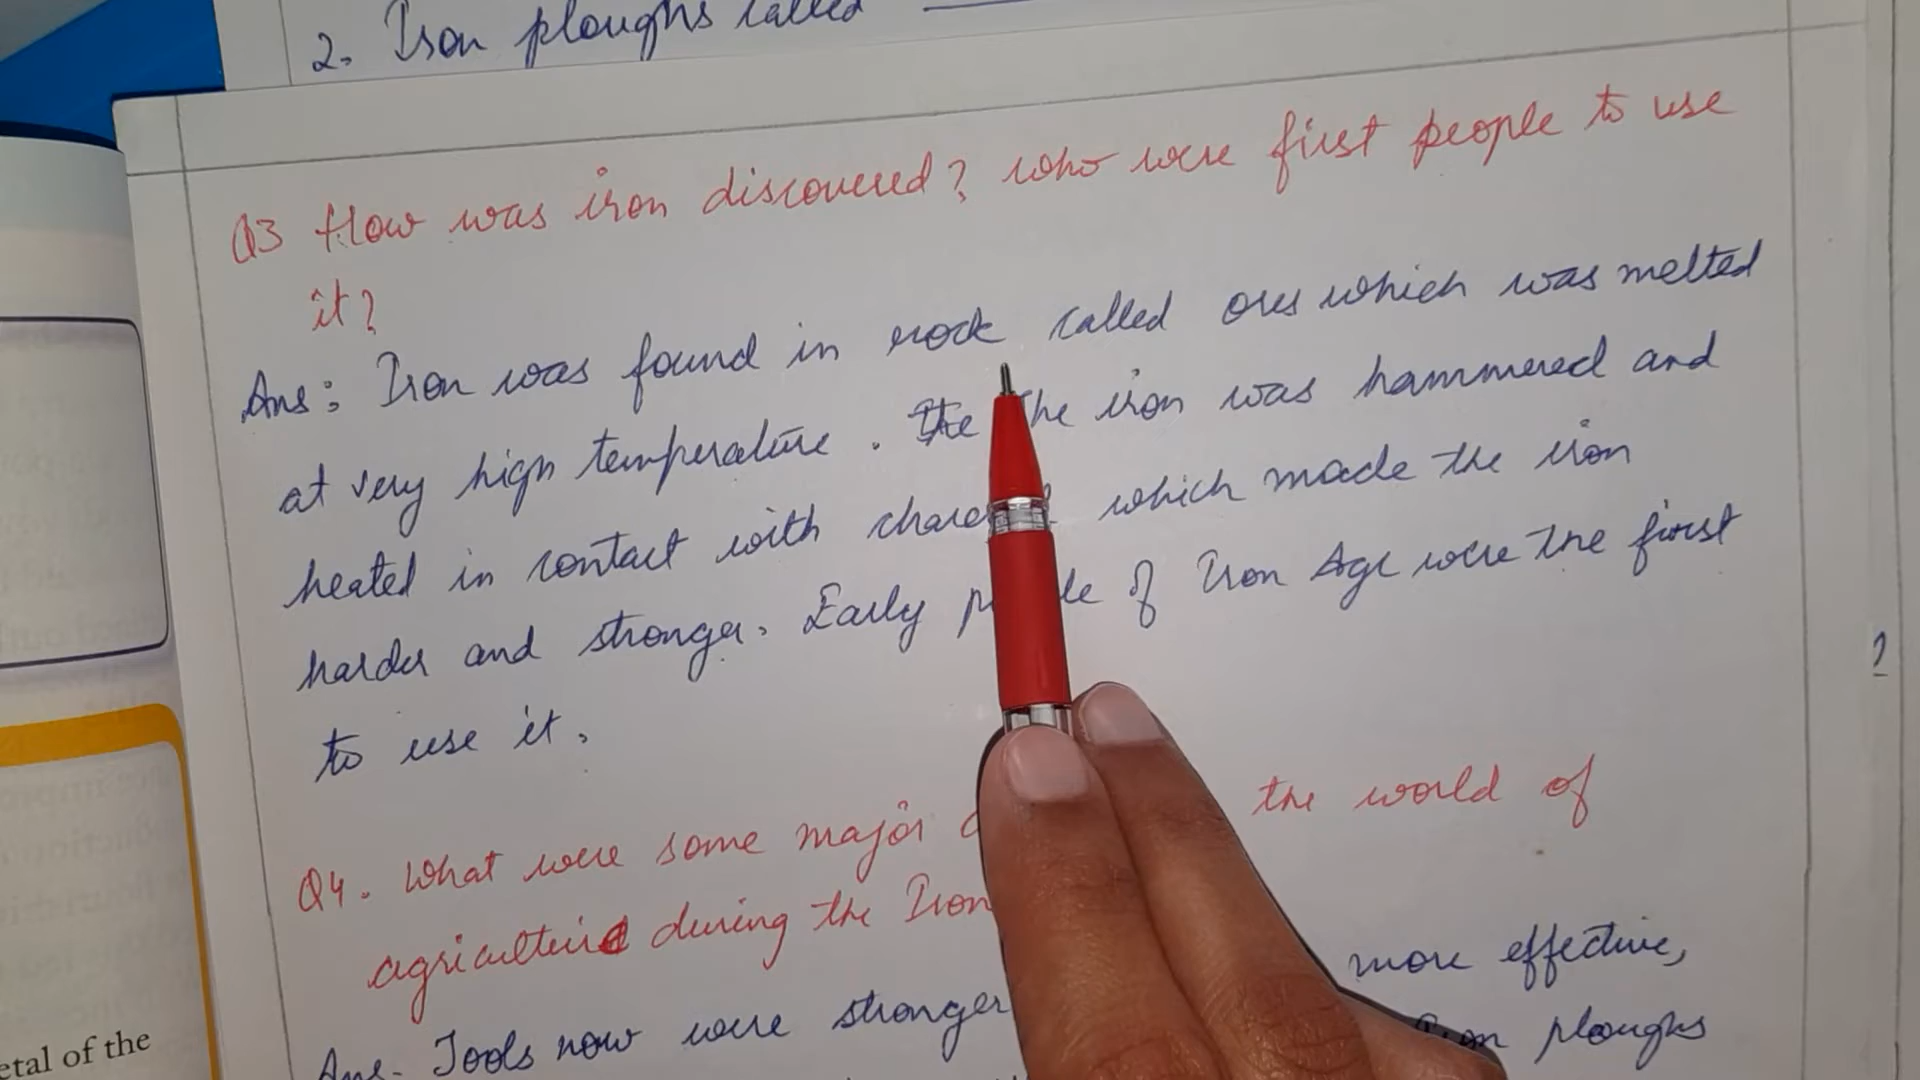 2. Iron ploughs called
Q3 How was iron discovered? who were first people to use
it?
Ans: Iron was found in rock called ores which was melted
at very high temperature. The The iron was hammered and
heated in contact with which made the iron
harder and stronger. Early of Iron Age were the first
to use it.
2
Q4. What were some major the world of
agriculture during the Iron
more effective,
Ans. Tools now were stronger ploughs
etal of the